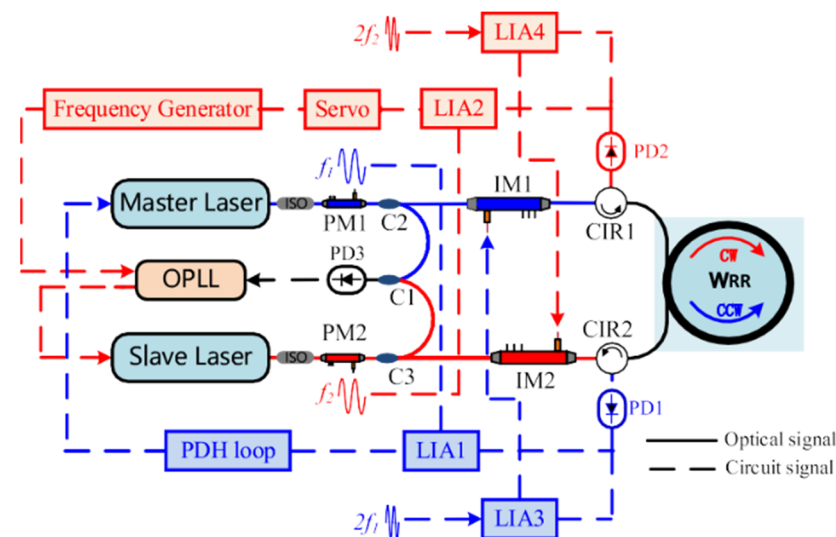 2f₂
LIA4
Frequency Generator
Servo
LIA2
PD2
f₁
IM1
Master Laser
ISO
PM1
C2
CIR1
PD3
CW
OPLL
C1
WRR
CCW
PM2
CIR2
Slave Laser
ISO
C3
IM2
f₂
PD1
PDH loop
LIA1
Optical signal
Circuit signal
2f₁
LIA3